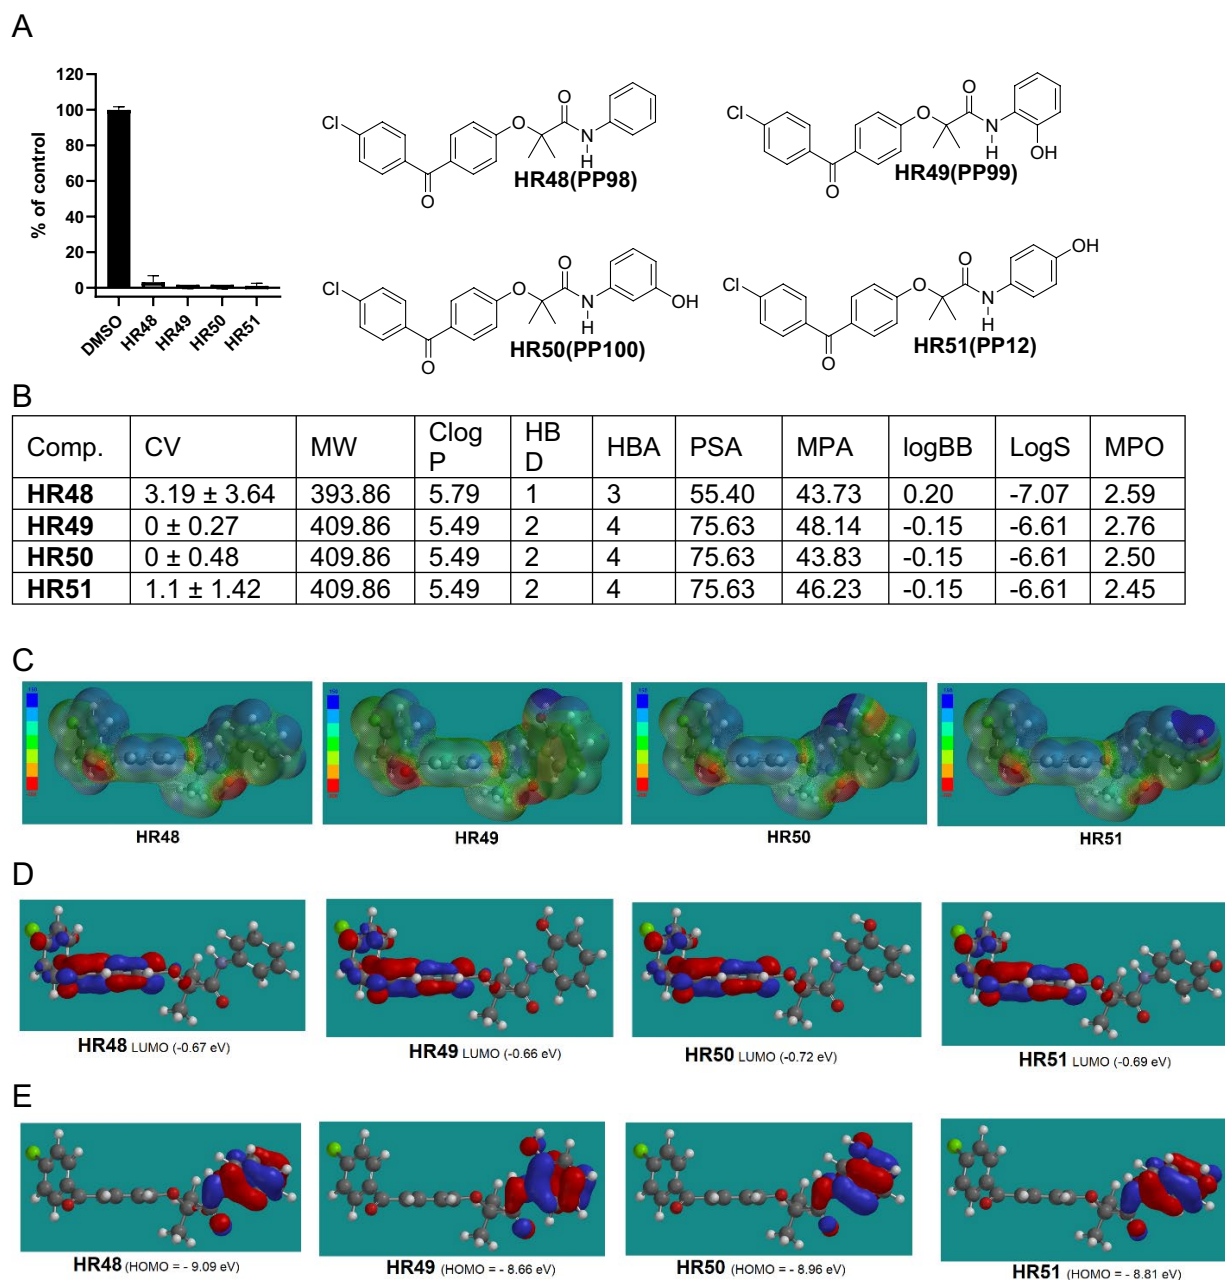 A
120
100
80
60
40
20
0
% of control
DMSO
HR48
HR49
HR50
HR51
Cl
O
O
N
H
O
HR48(PP98)
Cl
O
O
N
H
OH
O
HR49(PP99)
Cl
O
O
N
H
OH
O
HR50(PP100)
Cl
O
O
N
H
OH
O
HR51(PP12)
B
Comp. CV MW Clog P HB D HBA PSA MPA logBB LogS MPO
HR48 3.19 ± 3.64 393.86 5.79 1 3 55.40 43.73 0.20 -7.07 2.59
HR49 0 ± 0.27 409.86 5.49 2 4 75.63 48.14 -0.15 -6.61 2.76
HR50 0 ± 0.48 409.86 5.49 2 4 75.63 43.83 -0.15 -6.61 2.50
HR51 1.1 ± 1.42 409.86 5.49 2 4 75.63 46.23 -0.15 -6.61 2.45
C
HR48
HR49
HR50
HR51
D
HR48 LUMO (-0.67 eV)
HR49 LUMO (-0.66 eV)
HR50 LUMO (-0.72 eV)
HR51 LUMO (-0.69 eV)
E
HR48 (HOMO = - 9.09 eV)
HR49 (HOMO = - 8.66 eV)
HR50 (HOMO = - 8.96 eV)
HR51 (HOMO = - 8.81 eV)